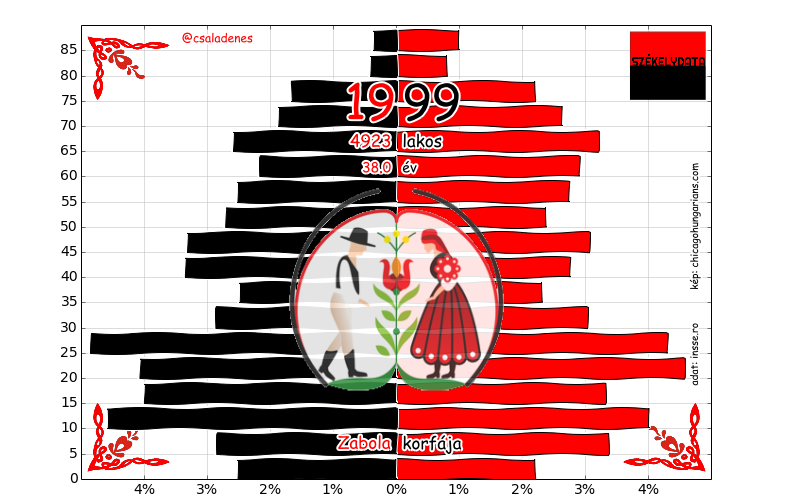 @csaladenes
SZÉKELYDATA
1999
4923 lakos
38.0 év
Zabola korfája
kép: chicagohungarians.com
adat: insse.ro
85
80
75
70
65
60
55
50
45
40
35
30
25
20
15
10
5
0
4% 3% 2% 1% 0% 1% 2% 3% 4%